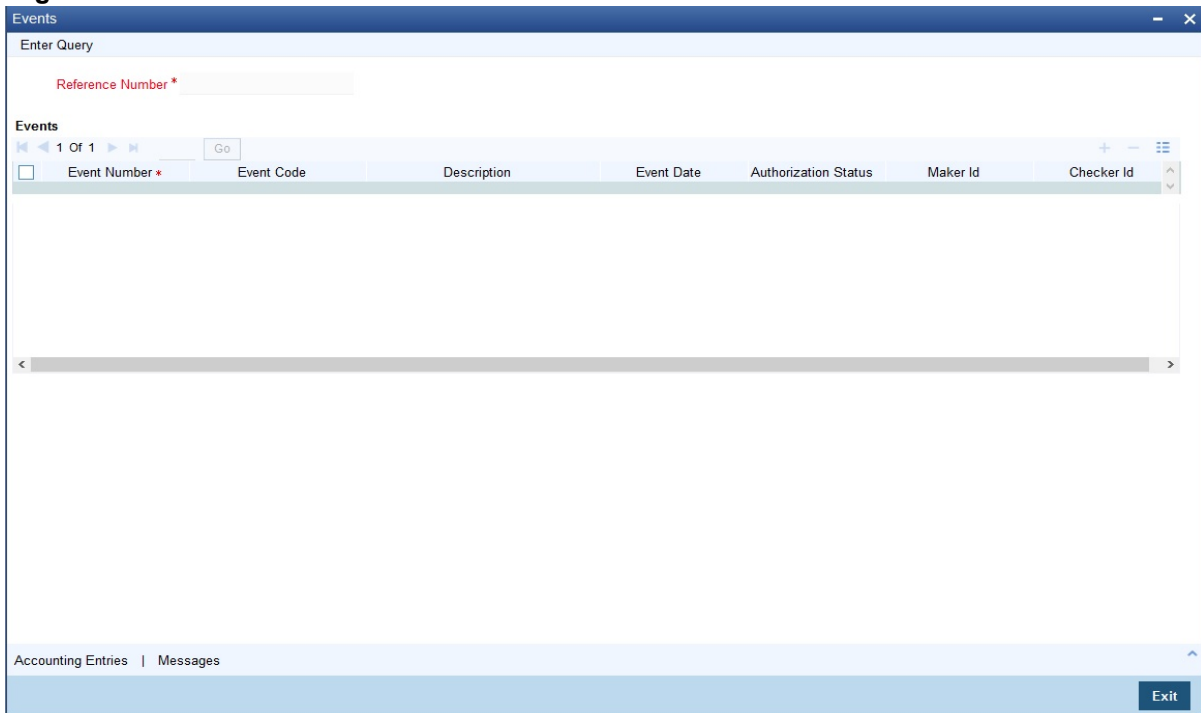 Events
Enter Query
Reference Number *
Events
1 Of 1 Go
Event Number * Event Code Description Event Date Authorization Status Maker Id Checker Id
Accounting Entries | Messages
Exit